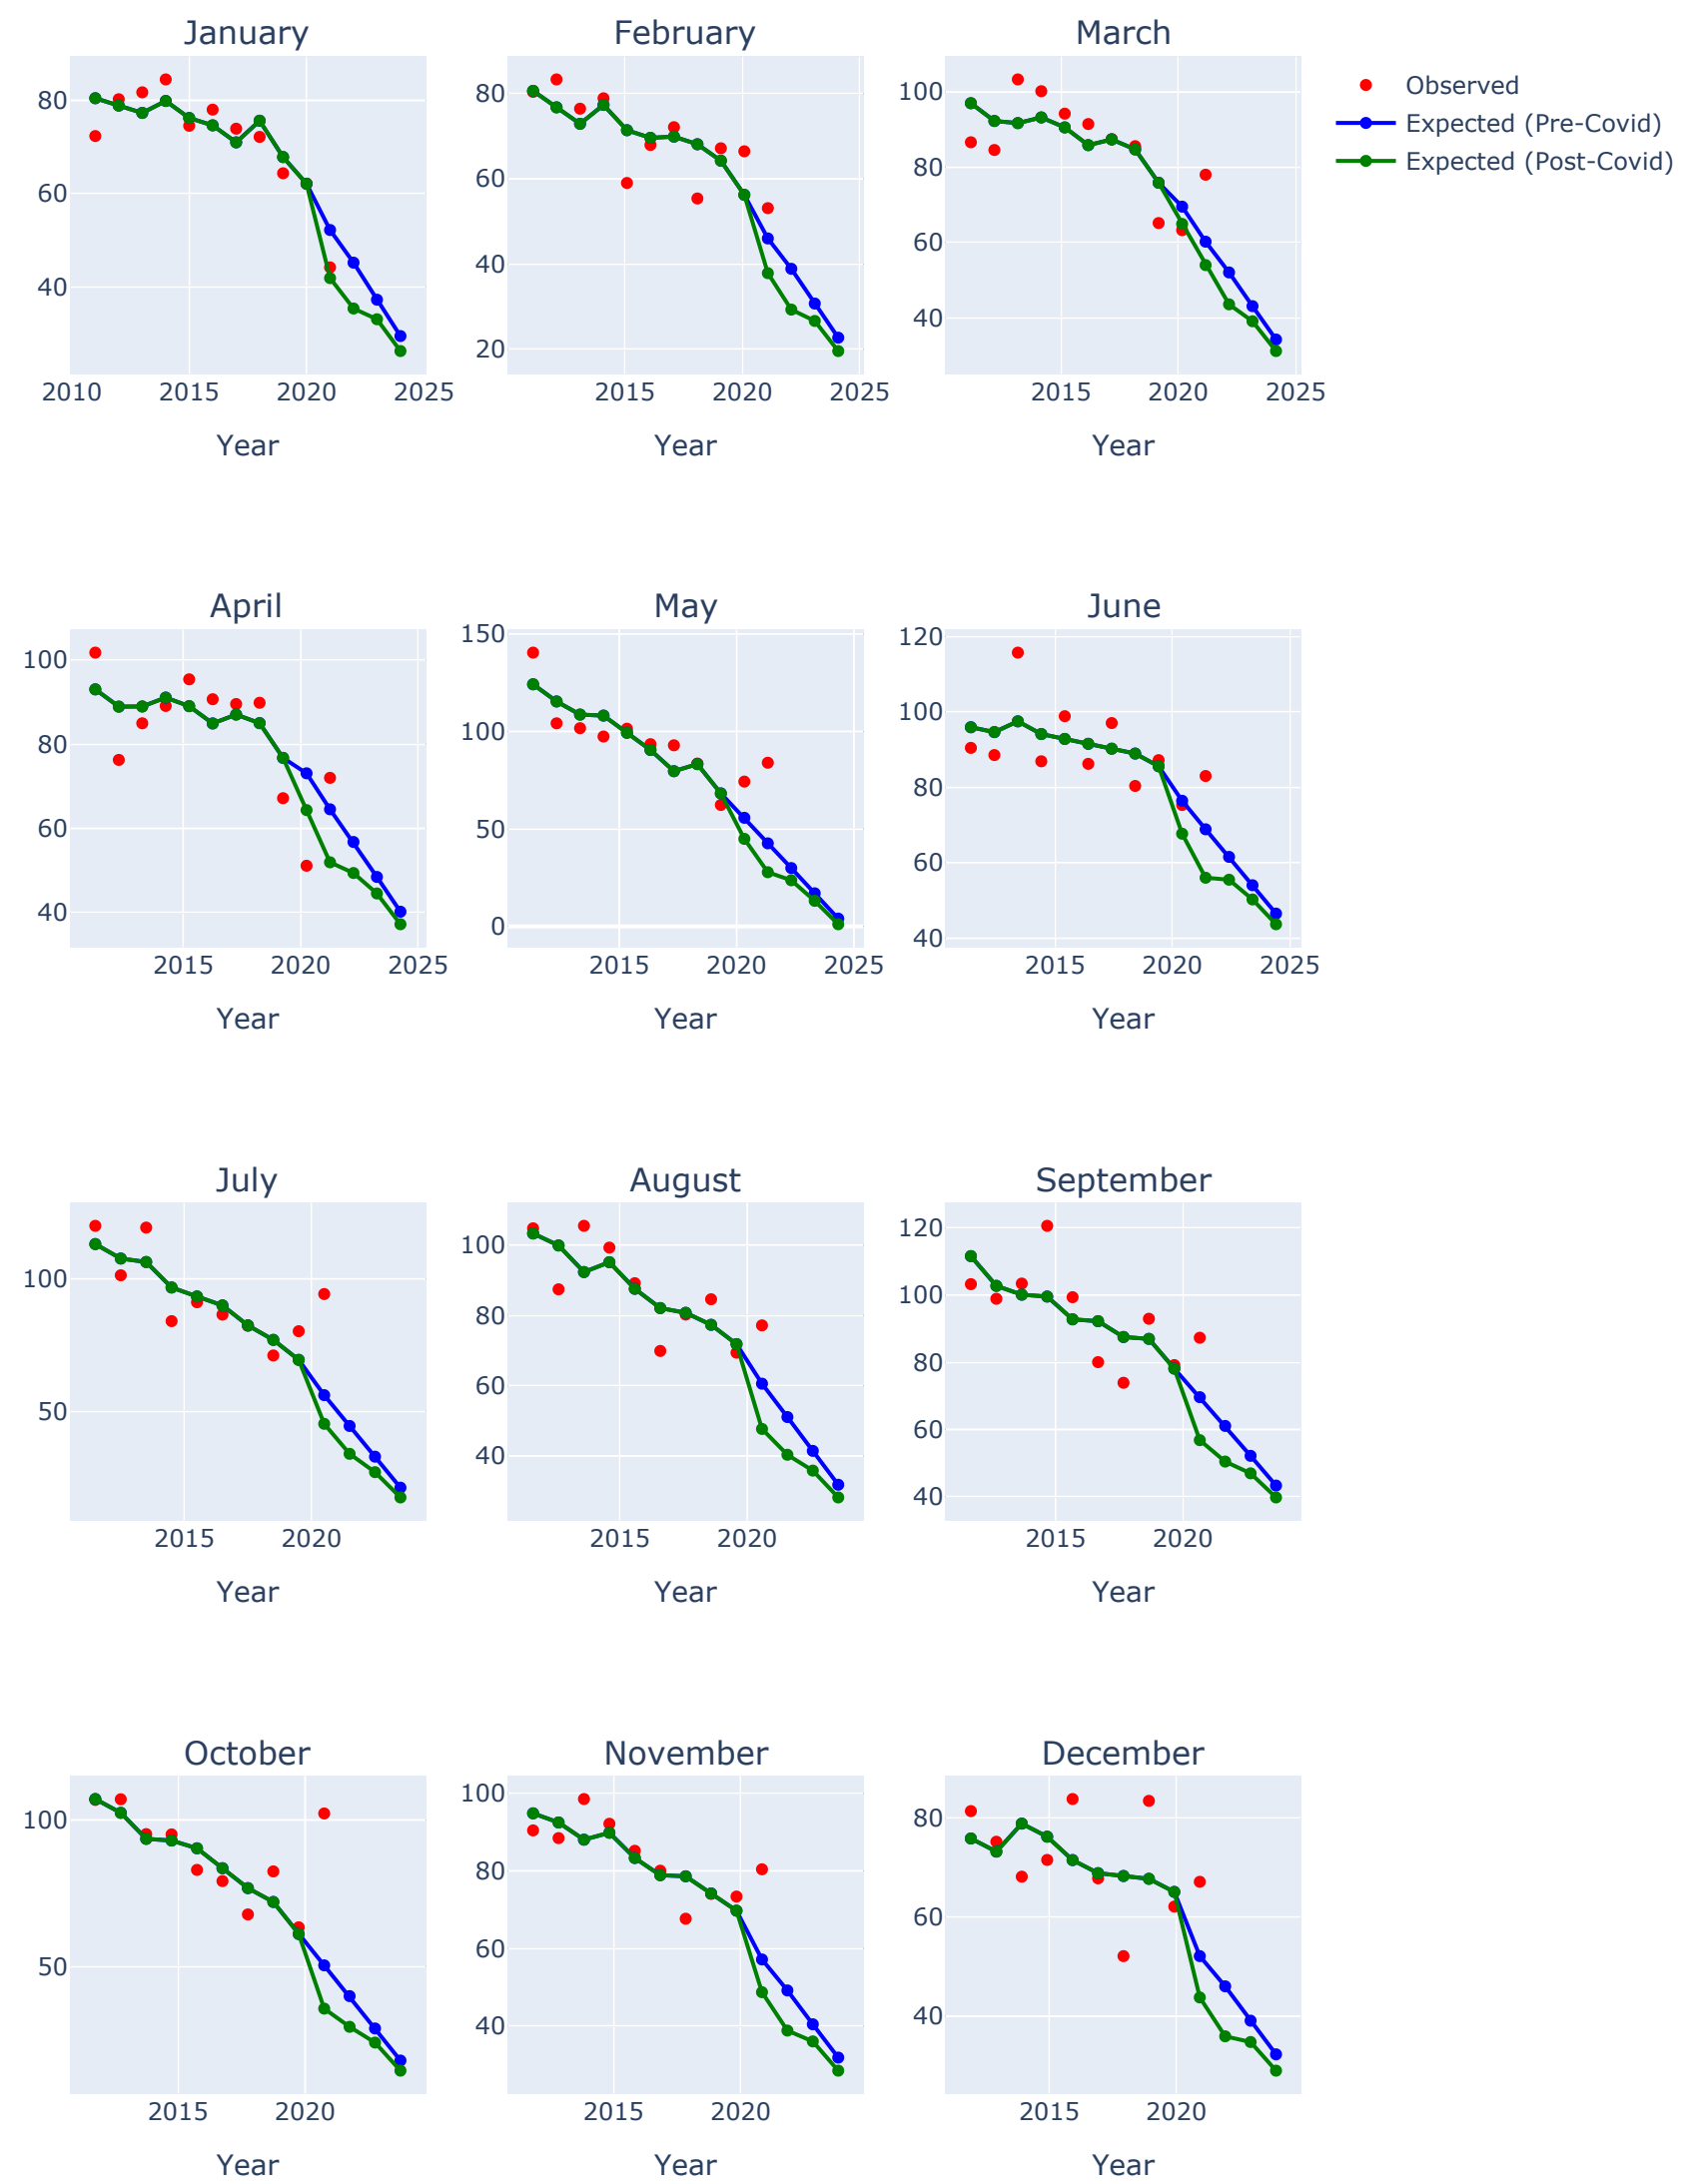 January February March
80
60
40
2010 2015 2020 2025
Year
80
60
40
20
2015 2020 2025
Year
100
80
60
40
2015 2020 2025
Year
Observed
Expected (Pre-Covid)
Expected (Post-Covid)
April May June
100
80
60
40
2015 2020 2025
Year
150
100
50
0
2015 2020 2025
Year
120
100
80
60
40
2015 2020 2025
Year
July August September
100
50
2015 2020
Year
100
80
60
40
2015 2020
Year
120
100
80
60
40
2015 2020
Year
October November December
100
50
2015 2020
Year
100
80
60
40
2015 2020
Year
80
60
40
2015 2020
Year